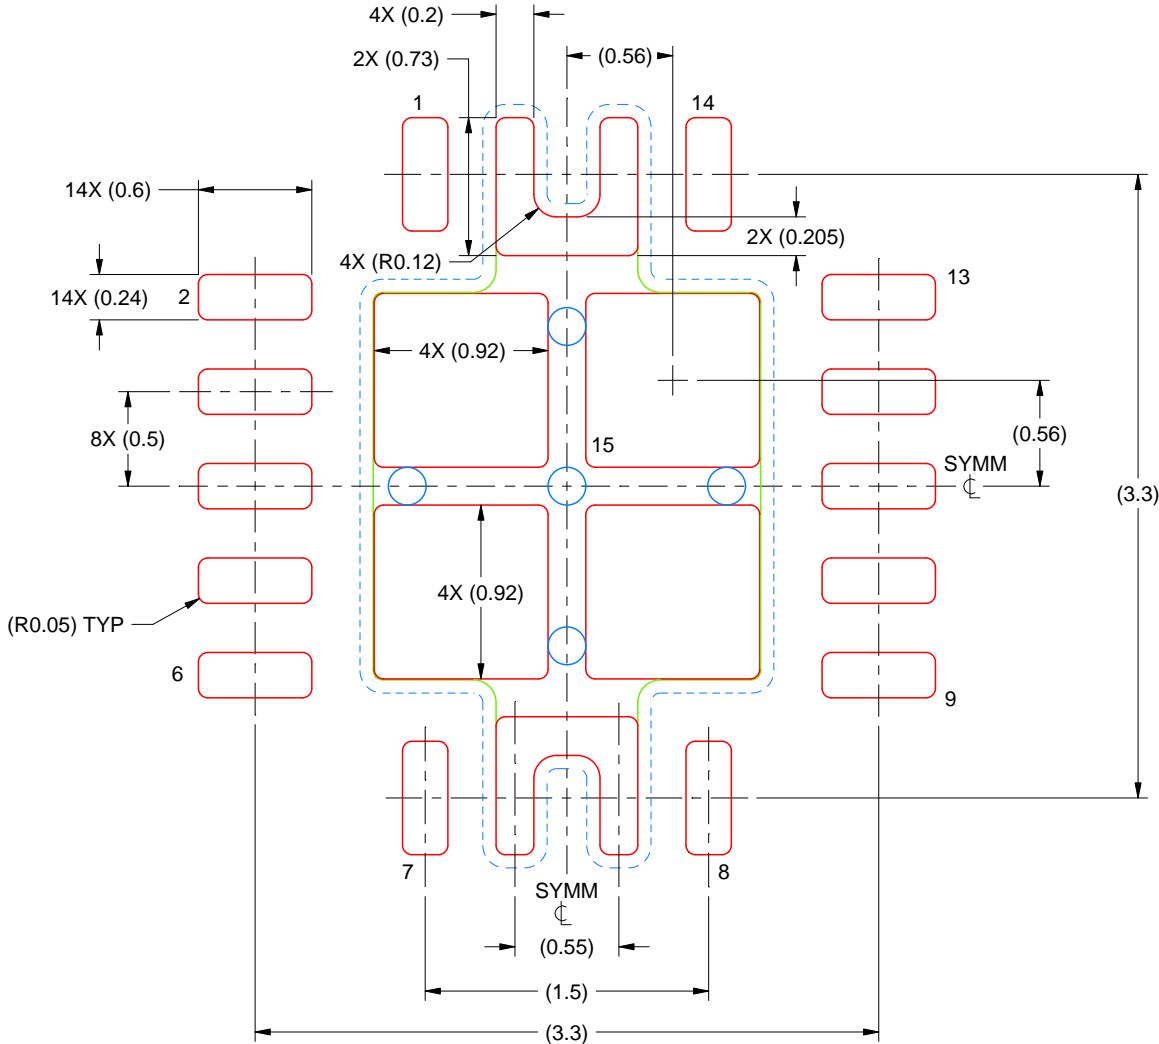 4X (0.2)
2X (0.73)
(0.56)
1
14
14X (0.6)
4X (R0.12)
2X (0.205)
14X (0.24)
2
13
4X (0.92)
8X (0.5)
15
(0.56)
SYMM
(3.3)
4X (0.92)
(R0.05) TYP
6
9
7
8
SYMM
(0.55)
(1.5)
(3.3)